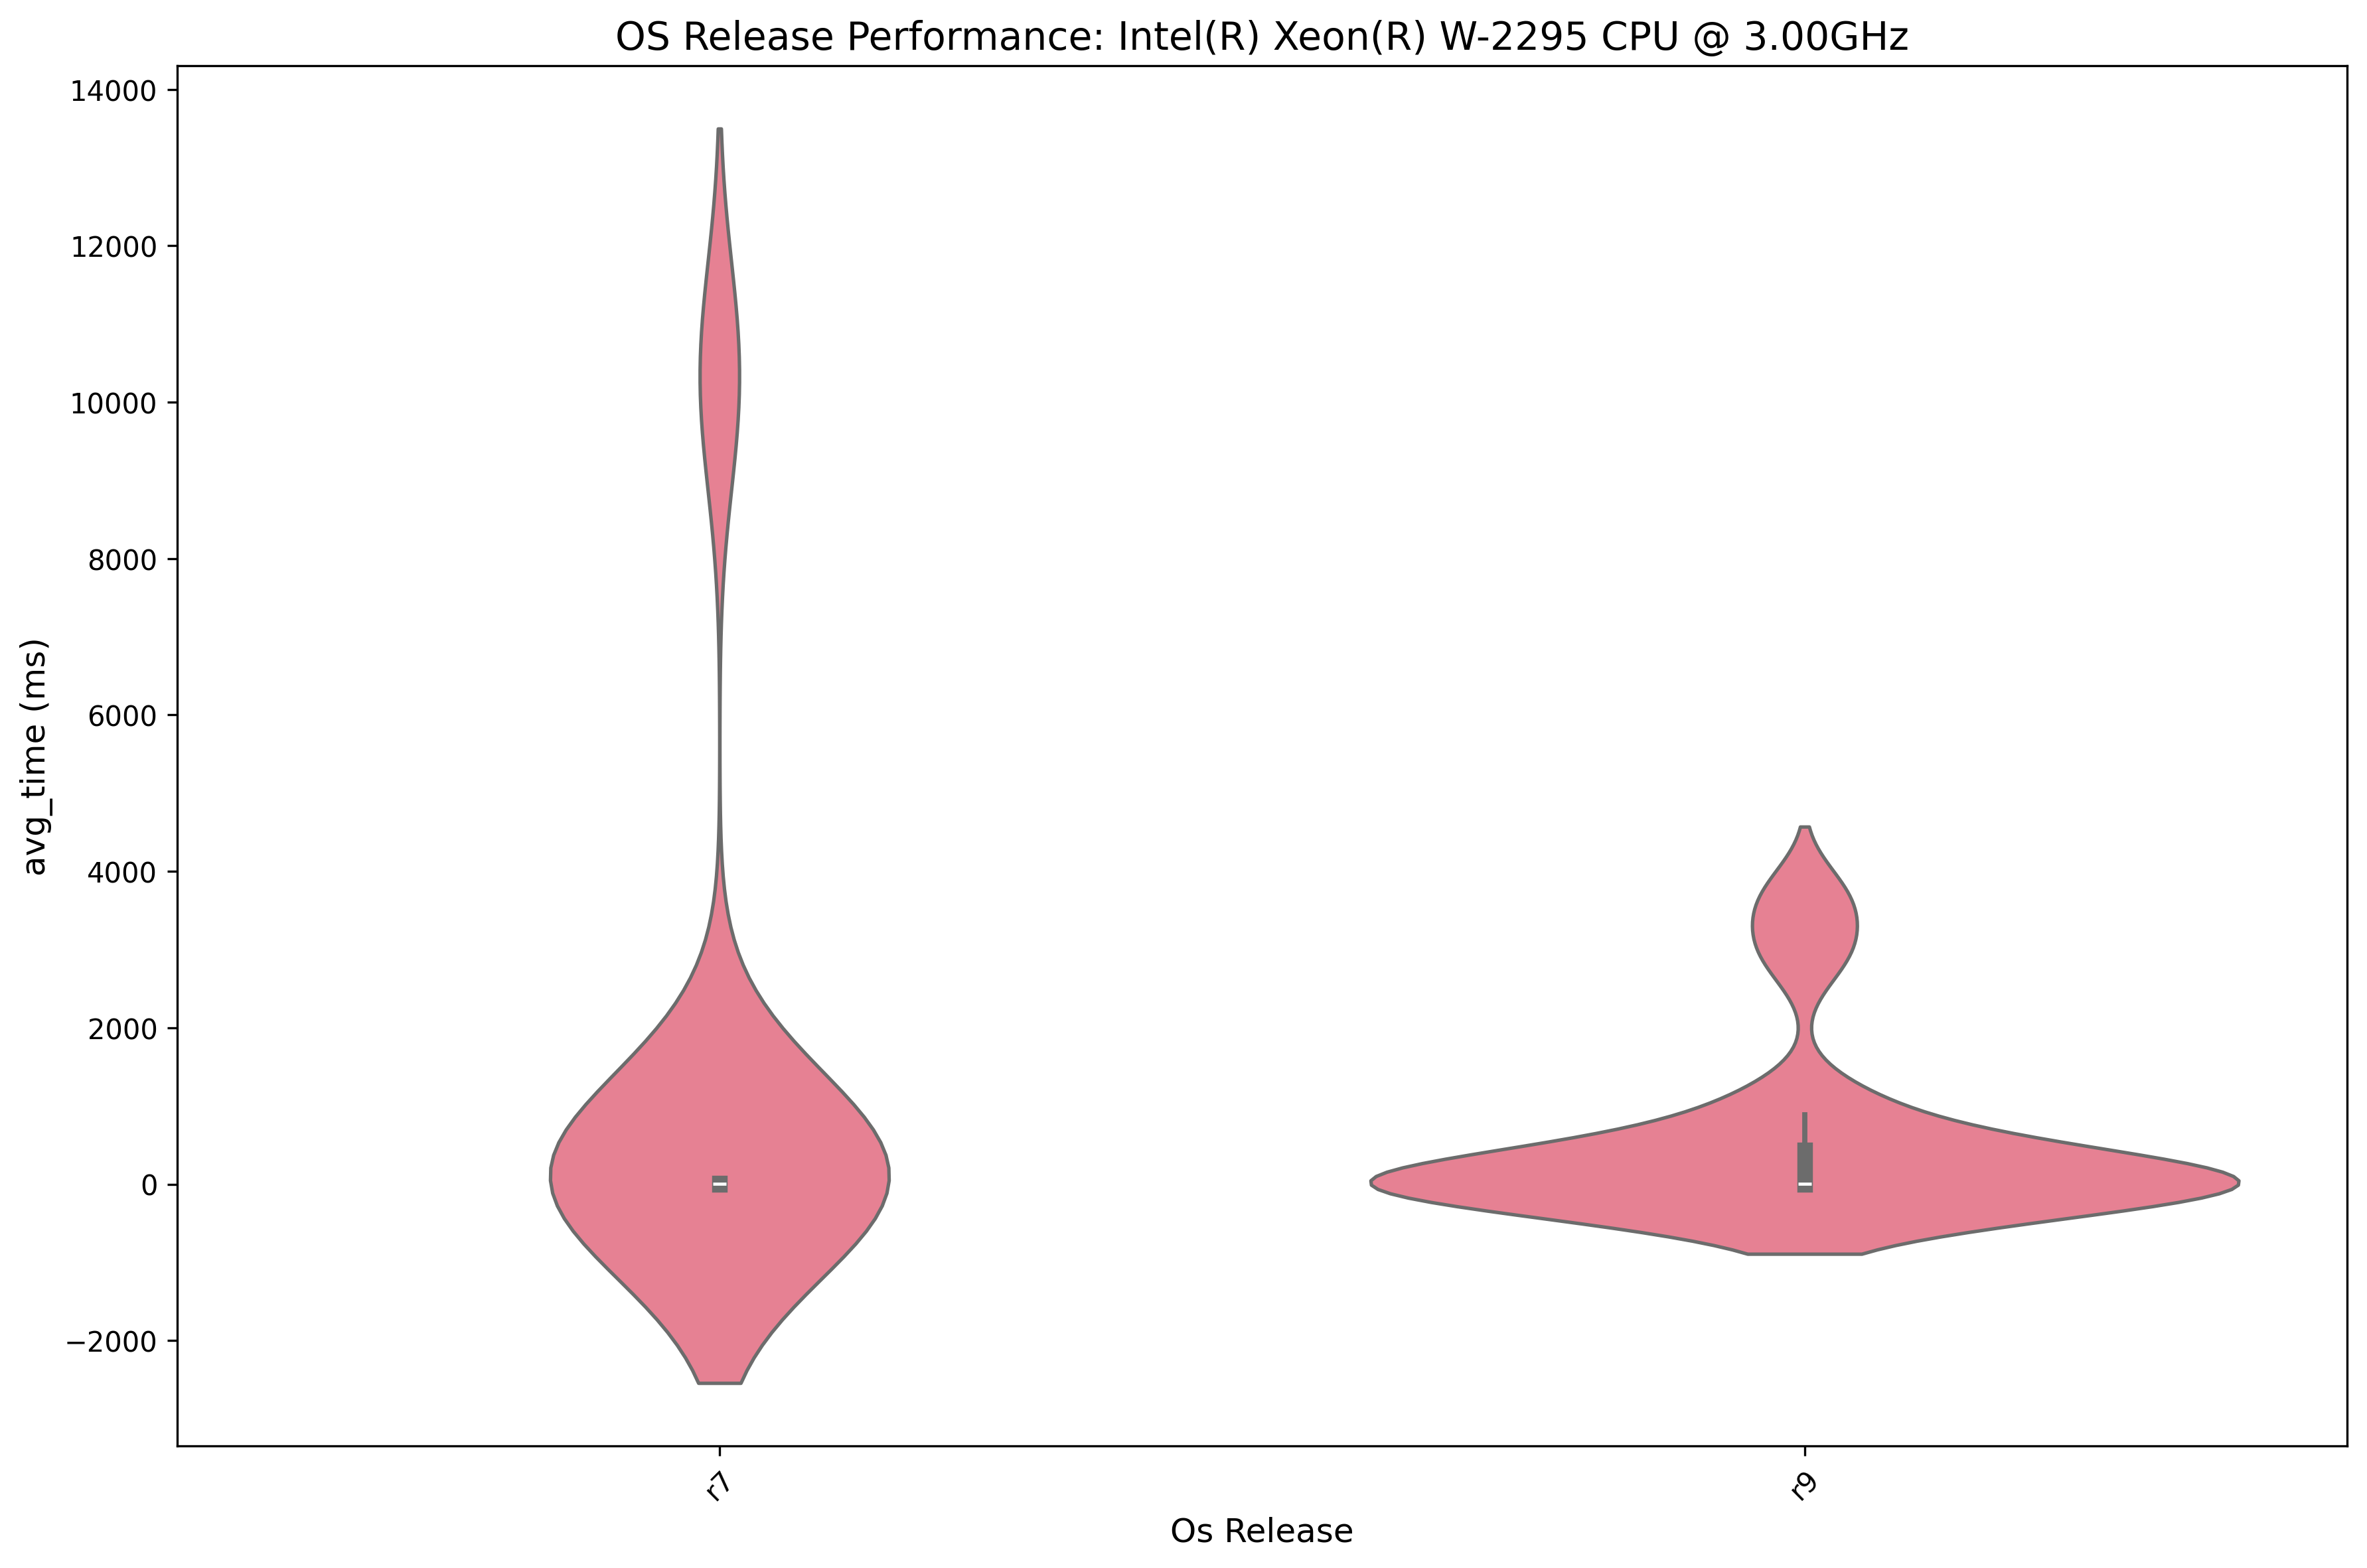 OS Release Performance: Intel(R) Xeon(R) W-2295 CPU @ 3.00GHz
14000
12000
10000
8000
6000
4000
2000
0
−2000
avg_time (ms)
r7
r9
Os Release